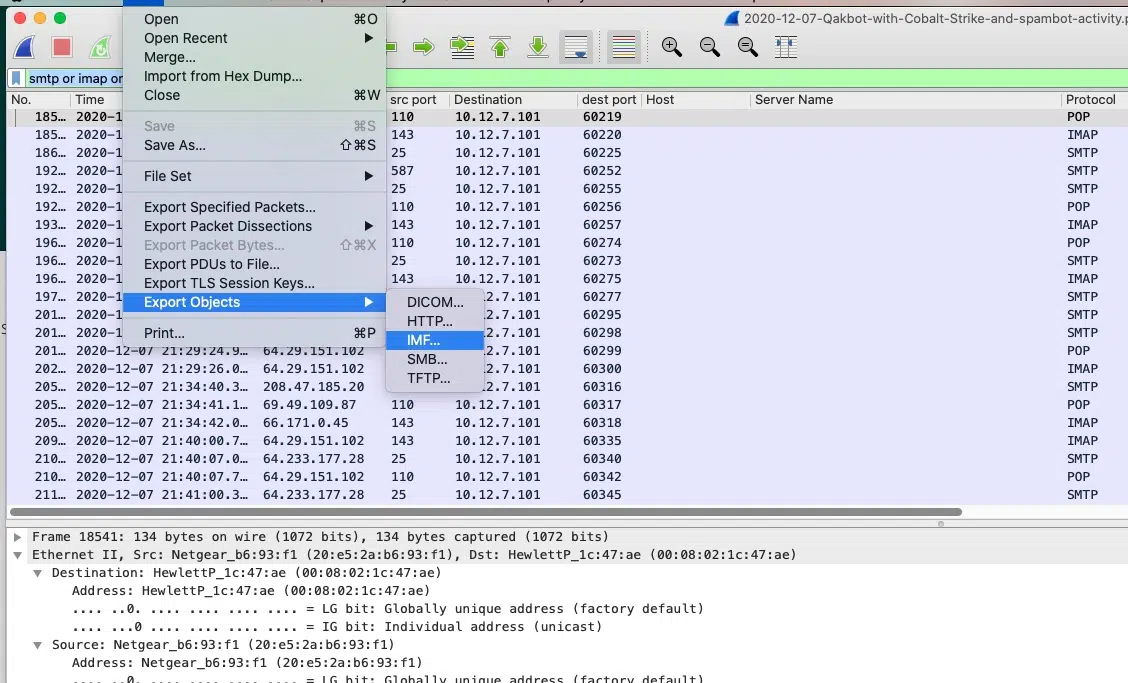 2020-12-07-Qakbot-with-Cobalt-Strike-and-spambot-activity.p
Open ⌘O
Open Recent
Merge...
Import from Hex Dump...
Close ⌘W
Save ⌘S
Save As... ⇧⌘S
File Set
Export Specified Packets...
Export Packet Dissections
Export Packet Bytes... ⇧⌘X
Export PDUs to File...
Export TLS Session Keys...
Export Objects
Print... ⌘P
DICOM...
HTTP...
IMF...
SMB...
TFTP...
smtp or imap or
No. Time src port Destination dest port Host Server Name Protocol
185… 2020-1 110 10.12.7.101 60219 POP
185… 2020-1 143 10.12.7.101 60220 IMAP
186… 2020-1 25 10.12.7.101 60225 SMTP
192… 2020-1 587 10.12.7.101 60252 SMTP
192… 2020-1 25 10.12.7.101 60255 SMTP
192… 2020-1 110 10.12.7.101 60256 POP
193… 2020-1 143 10.12.7.101 60257 IMAP
196… 2020-1 110 10.12.7.101 60274 POP
196… 2020-1 25 10.12.7.101 60273 SMTP
196… 2020-1 143 10.12.7.101 60275 IMAP
197… 2020-1 10.12.7.101 60277 SMTP
201… 2020-1 10.12.7.101 60295 SMTP
201… 2020-1 10.12.7.101 60298 SMTP
201… 2020-12-07 21:29:24.9… 64.29.151.102 10.12.7.101 60299 POP
202… 2020-12-07 21:29:26.0… 64.29.151.102 10.12.7.101 60300 IMAP
205… 2020-12-07 21:34:40.3… 208.47.185.20 10.12.7.101 60316 SMTP
205… 2020-12-07 21:34:41.1… 69.49.109.87 110 10.12.7.101 60317 POP
205… 2020-12-07 21:34:42.0… 66.171.0.45 143 10.12.7.101 60318 IMAP
209… 2020-12-07 21:40:00.7… 64.29.151.102 143 10.12.7.101 60335 IMAP
210… 2020-12-07 21:40:07.0… 64.233.177.28 25 10.12.7.101 60340 SMTP
210… 2020-12-07 21:40:07.7… 64.29.151.102 110 10.12.7.101 60342 POP
211… 2020-12-07 21:41:00.3… 64.233.177.28 25 10.12.7.101 60345 SMTP
Frame 18541: 134 bytes on wire (1072 bits), 134 bytes captured (1072 bits)
Ethernet II, Src: Netgear_b6:93:f1 (20:e5:2a:b6:93:f1), Dst: HewlettP_1c:47:ae (00:08:02:1c:47:ae)
Destination: HewlettP_1c:47:ae (00:08:02:1c:47:ae)
Address: HewlettP_1c:47:ae (00:08:02:1c:47:ae)
.... ..0. .... .... .... .... = LG bit: Globally unique address (factory default)
.... ...0 .... .... .... .... = IG bit: Individual address (unicast)
Source: Netgear_b6:93:f1 (20:e5:2a:b6:93:f1)
Address: Netgear_b6:93:f1 (20:e5:2a:b6:93:f1)
.... ..0. .... .... .... .... = LG bit: Globally unique address (factory default)